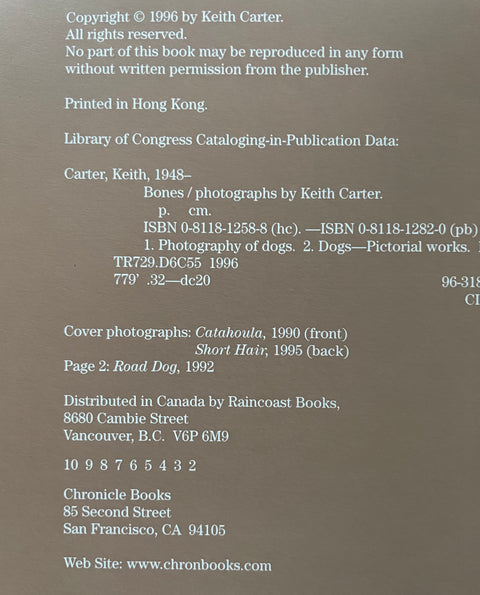 Copyright © 1996 by Keith Carter.
All rights reserved.
No part of this book may be reproduced in any form
without written permission from the publisher.
Printed in Hong Kong.
Library of Congress Cataloging-in-Publication Data:
Carter, Keith, 1948–
Bones / photographs by Keith Carter.
p. cm.
ISBN 0-8118-1258-8 (hc). —ISBN 0-8118-1282-0 (pb)
1. Photography of dogs. 2. Dogs—Pictorial works.
TR729.D6C55 1996
779' .32—dc20 96-318
CI
Cover photographs: Catahoula, 1990 (front)
Short Hair, 1995 (back)
Page 2: Road Dog, 1992
Distributed in Canada by Raincoast Books,
8680 Cambie Street
Vancouver, B.C. V6P 6M9
10 9 8 7 6 5 4 3 2
Chronicle Books
85 Second Street
San Francisco, CA 94105
Web Site: www.chronbooks.com